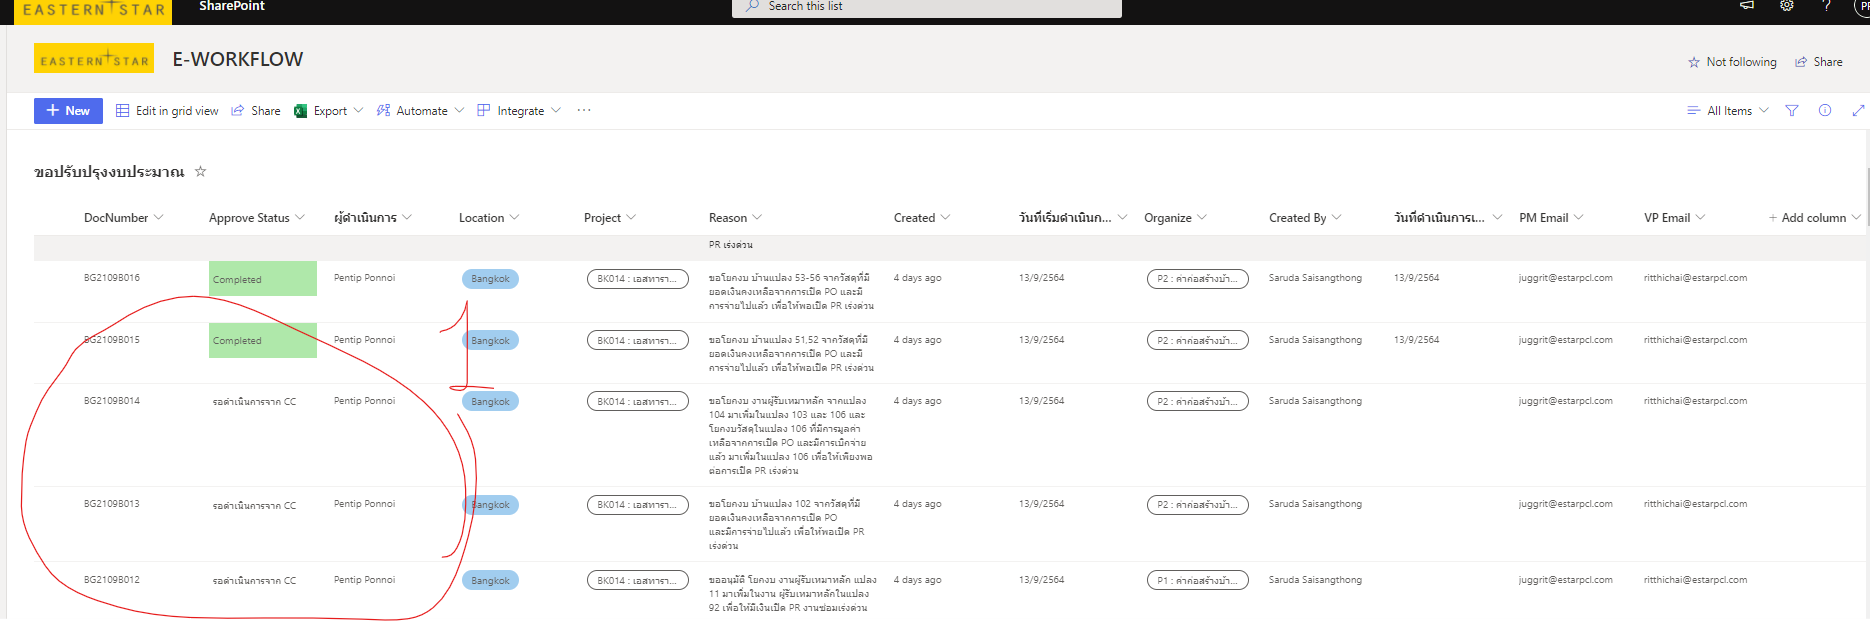 EASTERN STAR
SharePoint
Search this list
EASTERN STAR
E-WORKFLOW
Not following
Share
New
Edit in grid view
Share
Export
Automate
Integrate
All Items
ขอปรับปรุงงบประมาณ
DocNumber
Approve Status
ผู้ดำเนินการ
Location
Project
Reason
Created
วันที่เริ่มดำเนินก...
Organize
Created By
วันที่ดำเนินการเ...
PM Email
VP Email
+ Add column
PR เร่งด่วน
BG2109B016
Completed
Pentip Ponnoi
Bangkok
BK014 : เอสทารา...
ขอโยกงบ บ้านแปลง 53-56 จากวัสดุที่มี
ยอดเงินคงเหลือจากการเปิด PO และมี
การจ่ายไปแล้ว เพื่อให้พอเปิด PR เร่งด่วน
4 days ago
13/9/2564
P2 : ค่าก่อสร้างบ้า...
Saruda Saisangthong
13/9/2564
juggrit@estarpcl.com
ritthichai@estarpcl.com
BG2109B015
Completed
Pentip Ponnoi
Bangkok
BK014 : เอสทารา...
ขอโยกงบ บ้านแปลง 51,52 จากวัสดุที่มี
ยอดเงินคงเหลือจากการเปิด PO และมี
การจ่ายไปแล้ว เพื่อให้พอเปิด PR เร่งด่วน
4 days ago
13/9/2564
P2 : ค่าก่อสร้างบ้า...
Saruda Saisangthong
13/9/2564
juggrit@estarpcl.com
ritthichai@estarpcl.com
BG2109B014
รอดำเนินการจาก CC
Pentip Ponnoi
Bangkok
BK014 : เอสทารา...
ขอโยกงบ งานผู้รับเหมาหลัก จากแปลง
104 มาเพิ่มในแปลง 103 และ 106 และ
โยกงบวัสดุในแปลง 106 ที่มีการมูลค่า
เหลือจากการเปิด PO และมีการเบิกจ่าย
แล้ว มาเพิ่มในแปลง 106 เพื่อให้เพียงพอ
ต่อการเปิด PR เร่งด่วน
4 days ago
13/9/2564
P2 : ค่าก่อสร้างบ้า...
Saruda Saisangthong
juggrit@estarpcl.com
ritthichai@estarpcl.com
BG2109B013
รอดำเนินการจาก CC
Pentip Ponnoi
Bangkok
BK014 : เอสทารา...
ขอโยกงบ บ้านแปลง 102 จากวัสดุที่มี
ยอดเงินคงเหลือจากการเปิด PO
และมีการจ่ายไปแล้ว เพื่อให้พอเปิด PR
เร่งด่วน
4 days ago
13/9/2564
P2 : ค่าก่อสร้างบ้า...
Saruda Saisangthong
juggrit@estarpcl.com
ritthichai@estarpcl.com
BG2109B012
รอดำเนินการจาก CC
Pentip Ponnoi
Bangkok
BK014 : เอสทารา...
ขออนุมัติ โยกงบ งานผู้รับเหมาหลัก แปลง
11 มาเพิ่มในงาน ผู้รับเหมาหลักในแปลง
92 เพื่อให้มีเงินเปิด PR งานซ่อมเร่งด่วน
4 days ago
13/9/2564
P1 : ค่าก่อสร้างบ้า...
Saruda Saisangthong
juggrit@estarpcl.com
ritthichai@estarpcl.com